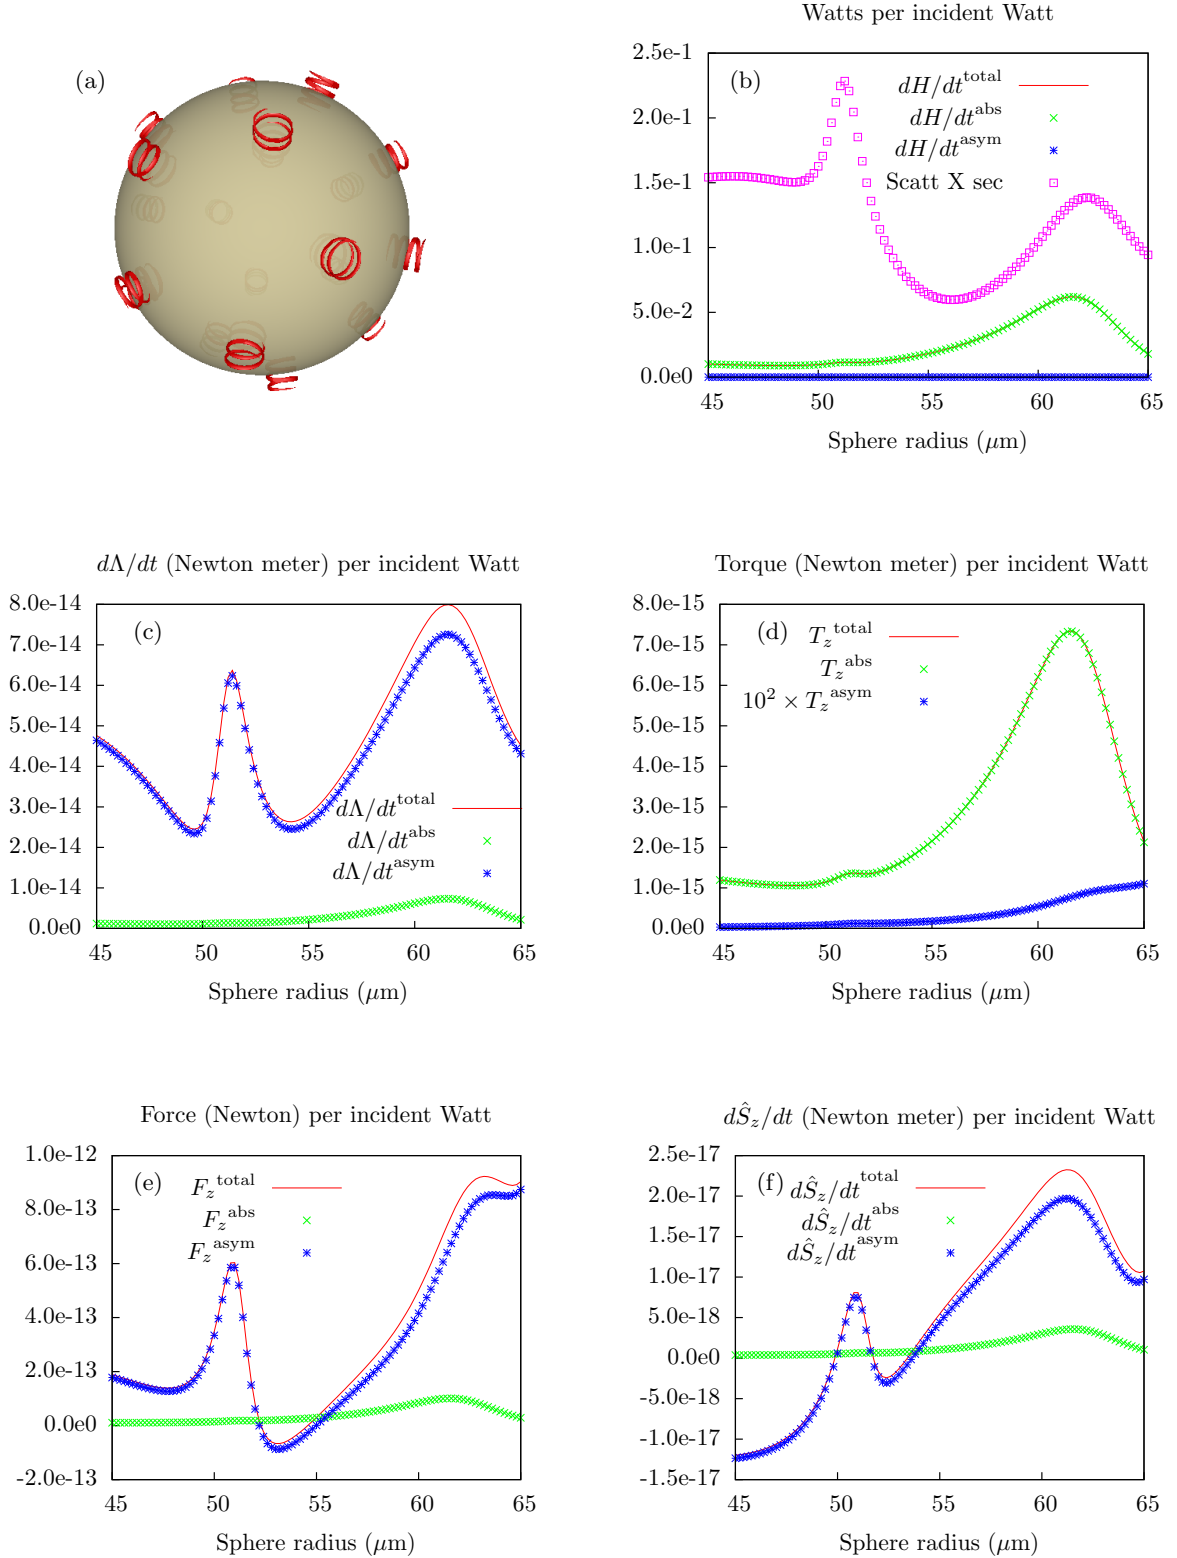 (a)
Watts per incident Watt
(b)
dH/dt^total
dH/dt^abs
dH/dt^asym
Scatt X sec
2.5e-1
2.0e-1
1.5e-1
1.0e-1
5.0e-2
0.0e0
45 50 55 60 65
Sphere radius (μm)
dΛ/dt (Newton meter) per incident Watt
(c)
8.0e-14
7.0e-14
6.0e-14
5.0e-14
4.0e-14
3.0e-14
2.0e-14
1.0e-14
0.0e0
dΛ/dt^total
dΛ/dt^abs
dΛ/dt^asym
45 50 55 60 65
Sphere radius (μm)
Torque (Newton meter) per incident Watt
(d)
T_z^total
T_z^abs
10^2 × T_z^asym
8.0e-15
7.0e-15
6.0e-15
5.0e-15
4.0e-15
3.0e-15
2.0e-15
1.0e-15
0.0e0
45 50 55 60 65
Sphere radius (μm)
Force (Newton) per incident Watt
(e)
F_z^total
F_z^abs
F_z^asym
1.0e-12
8.0e-13
6.0e-13
4.0e-13
2.0e-13
0.0e0
-2.0e-13
45 50 55 60 65
Sphere radius (μm)
dŜ_z/dt (Newton meter) per incident Watt
(f)
dŜ_z/dt^total
dŜ_z/dt^abs
dŜ_z/dt^asym
2.5e-17
2.0e-17
1.5e-17
1.0e-17
5.0e-18
0.0e0
-5.0e-18
-1.0e-17
-1.5e-17
45 50 55 60 65
Sphere radius (μm)